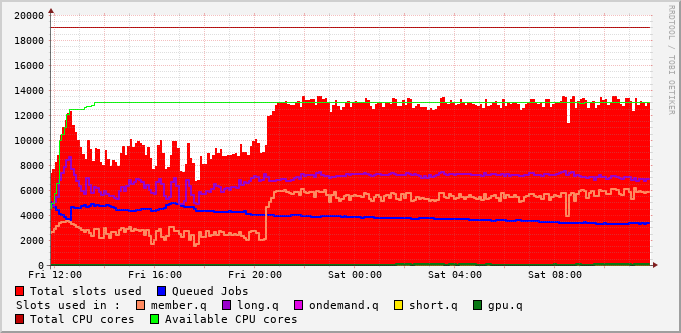 20000
18000
16000
14000
12000
10000
8000
6000
4000
2000
0
Fri 12:00 Fri 16:00 Fri 20:00 Sat 00:00 Sat 04:00 Sat 08:00
Total slots used Queued Jobs
Slots used in : member.q long.q ondemand.q short.q gpu.q
Total CPU cores Available CPU cores
RRDTOOL / TOBI OETIKER